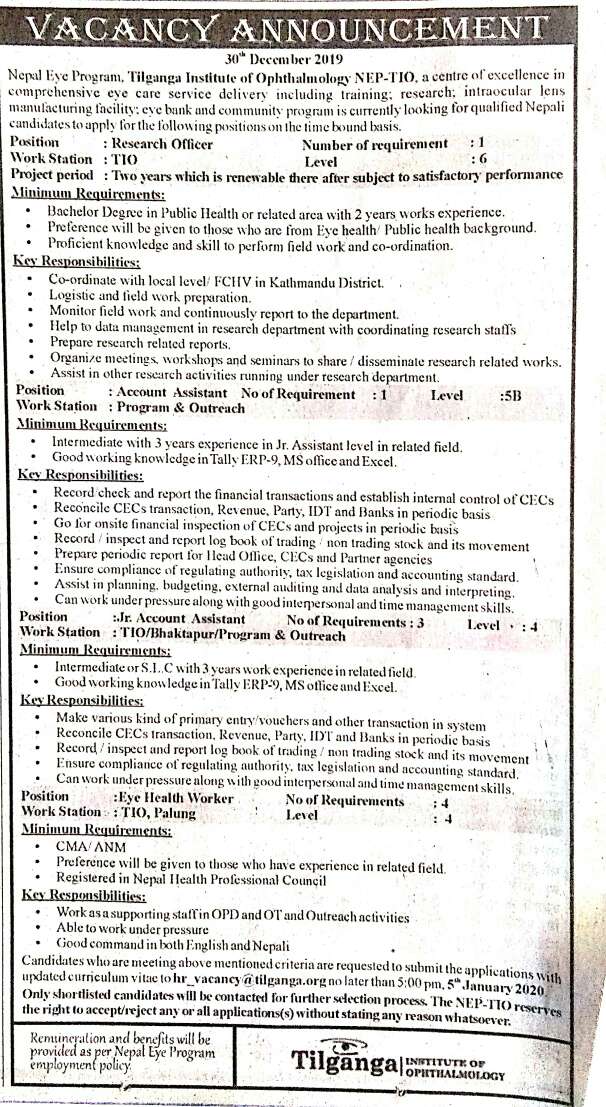 VACANCY ANNOUNCEMENT
30th December 2019
Nepal Eye Program, Tilganga Institute of Ophthalmology NEP-TIO, a centre of excellence in
comprehensive eye care service delivery including training; research; intraocular lens
manufacturing facility; eye bank and community program is currently looking for qualified Nepali
candidates to apply for the following positions on the time bound basis.
Position : Research Officer Number of requirement : 1
Work Station : TIO Level : 6
Project period : Two years which is renewable there after subject to satisfactory performance
Minimum Requirements:
• Bachelor Degree in Public Health or related area with 2 years works experience.
• Preference will be given to those who are from Eye health/ Public health background.
• Proficient knowledge and skill to perform field work and co-ordination.
Key Responsibilities:
• Co-ordinate with local level/ FCHV in Kathmandu District.
• Logistic and field work preparation.
• Monitor field work and continuously report to the department.
• Help to data management in research department with coordinating research staffs
• Prepare research related reports.
• Organize meetings, workshops and seminars to share / disseminate research related works.
• Assist in other research activities running under research department.
Position : Account Assistant No of Requirement : 1 Level :5B
Work Station : Program & Outreach
Minimum Requirements:
• Intermediate with 3 years experience in Jr. Assistant level in related field.
• Good working knowledge in Tally ERP-9, MS office and Excel.
Key Responsibilities:
• Record check and report the financial transactions and establish internal control of CECs
• Reconcile CECs transaction, Revenue, Party, IDT and Banks in periodic basis
• Go for onsite financial inspection of CECs and projects in periodic basis
• Record / inspect and report log book of trading / non trading stock and its movement
• Prepare periodic report for Head Office, CECs and Partner agencies
• Ensure compliance of regulating authority, tax legislation and accounting standard.
• Assist in planning, budgeting, external auditing and data analysis and interpreting.
• Can work under pressure along with good interpersonal and time management skills.
Position :Jr. Account Assistant No of Requirements : 3 Level : 4
Work Station : TIO/Bhaktapur/Program & Outreach
Minimum Requirements:
• Intermediate or S.L.C with 3 years work experience in related field.
• Good working knowledge in Tally ERP-9, MS office and Excel.
Key Responsibilities:
• Make various kind of primary entry/vouchers and other transaction in system
• Reconcile CECs transaction, Revenue, Party, IDT and Banks in periodic basis
• Record / inspect and report log book of trading / non trading stock and its movement
• Ensure compliance of regulating authority, tax legislation and accounting standard.
• Can work under pressure along with good interpersonal and time management skills.
Position :Eye Health Worker No of Requirements : 4
Work Station : TIO, Palung Level : 4
Minimum Requirements:
• CMA/ ANM
• Preference will be given to those who have experience in related field.
• Registered in Nepal Health Professional Council
Key Responsibilities:
• Work as a supporting staff in OPD and OT and Outreach activities
• Able to work under pressure
• Good command in both English and Nepali
Candidates who are meeting above mentioned criteria are requested to submit the applications with
updated curriculum vitae to hr_vacancy@tilganga.org no later than 5:00 pm, 5th January 2020
Only shortlisted candidates will be contacted for further selection process. The NEP-TIO reserves
the right to accept/reject any or all applications(s) without stating any reason whatsoever.
Remuneration and benefits will be
provided as per Nepal Eye Program
employment policy.
Tilganga INSTITUTE OF
OPHTHALMOLOGY